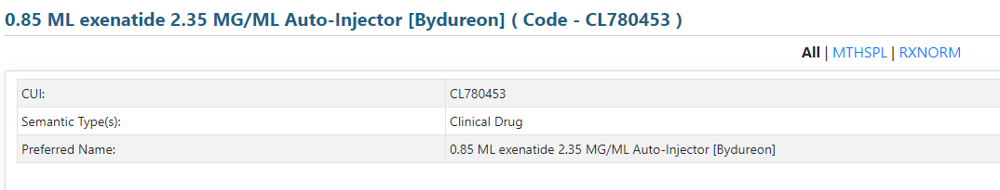 0.85 ML exenatide 2.35 MG/ML Auto-Injector [Bydureon] ( Code - CL780453 )
All | MTHSPL | RXNORM
CUI: CL780453
Semantic Type(s): Clinical Drug
Preferred Name: 0.85 ML exenatide 2.35 MG/ML Auto-Injector [Bydureon]